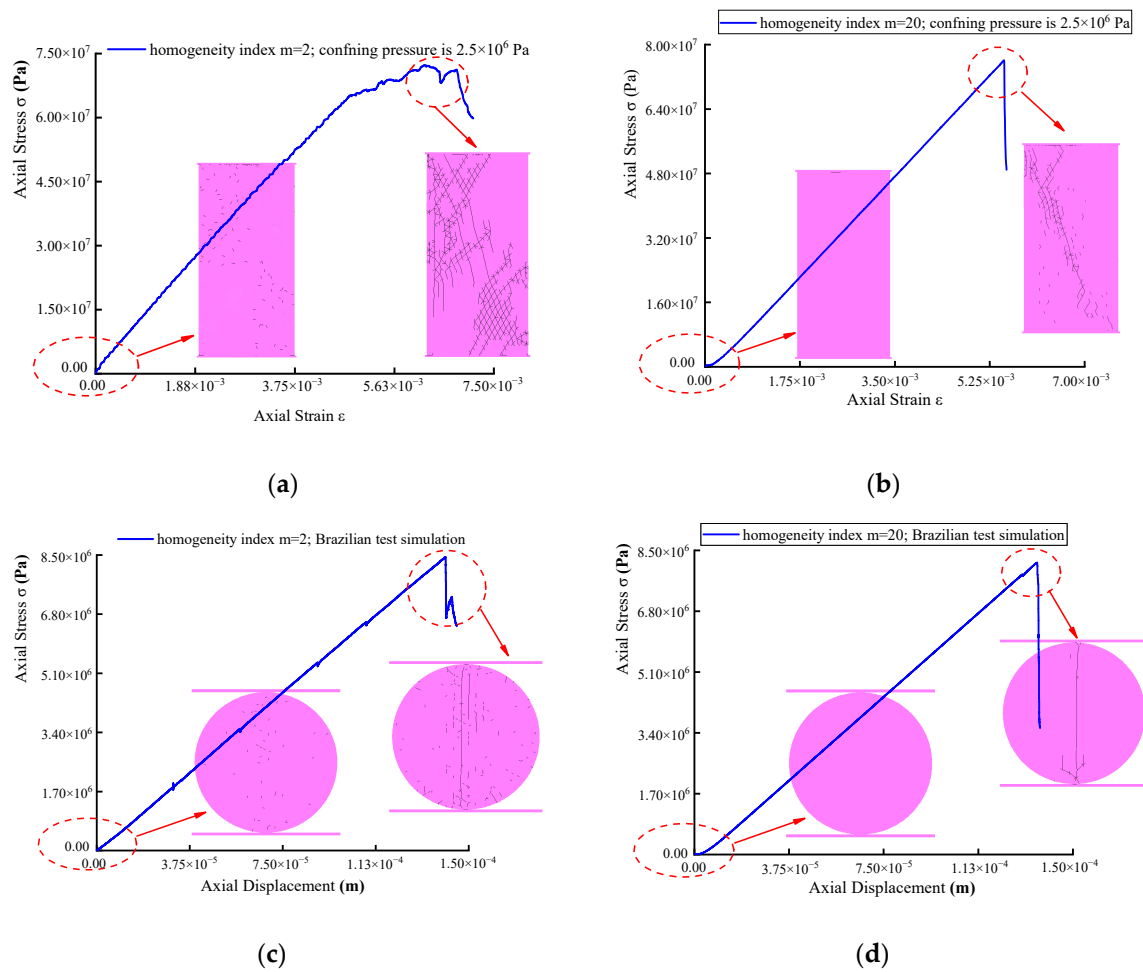 homogeneity index m=2; confning pressure is 2.5×10⁶ Pa
Axial Stress σ (Pa)
7.50×10⁷
6.00×10⁷
4.50×10⁷
3.00×10⁷
1.50×10⁷
0.00
0.00 1.88×10⁻³ 3.75×10⁻³ 5.63×10⁻³ 7.50×10⁻³
Axial Strain ε
(a)
homogeneity index m=20; confning pressure is 2.5×10⁶ Pa
Axial Stress σ (Pa)
8.00×10⁷
6.40×10⁷
4.80×10⁷
3.20×10⁷
1.60×10⁷
0.00
0.00 1.75×10⁻³ 3.50×10⁻³ 5.25×10⁻³ 7.00×10⁻³
Axial Strain ε
(b)
homogeneity index m=2; Brazilian test simulation
Axial Stress σ (Pa)
8.50×10⁶
6.80×10⁶
5.10×10⁶
3.40×10⁶
1.70×10⁶
0.00
0.00 3.75×10⁻⁵ 7.50×10⁻⁵ 1.13×10⁻⁴ 1.50×10⁻⁴
Axial Displacement (m)
(c)
homogeneity index m=20; Brazilian test simulation
Axial Stress σ (Pa)
8.50×10⁶
6.80×10⁶
5.10×10⁶
3.40×10⁶
1.70×10⁶
0.00
0.00 3.75×10⁻⁵ 7.50×10⁻⁵ 1.13×10⁻⁴ 1.50×10⁻⁴
Axial Displacement (m)
(d)